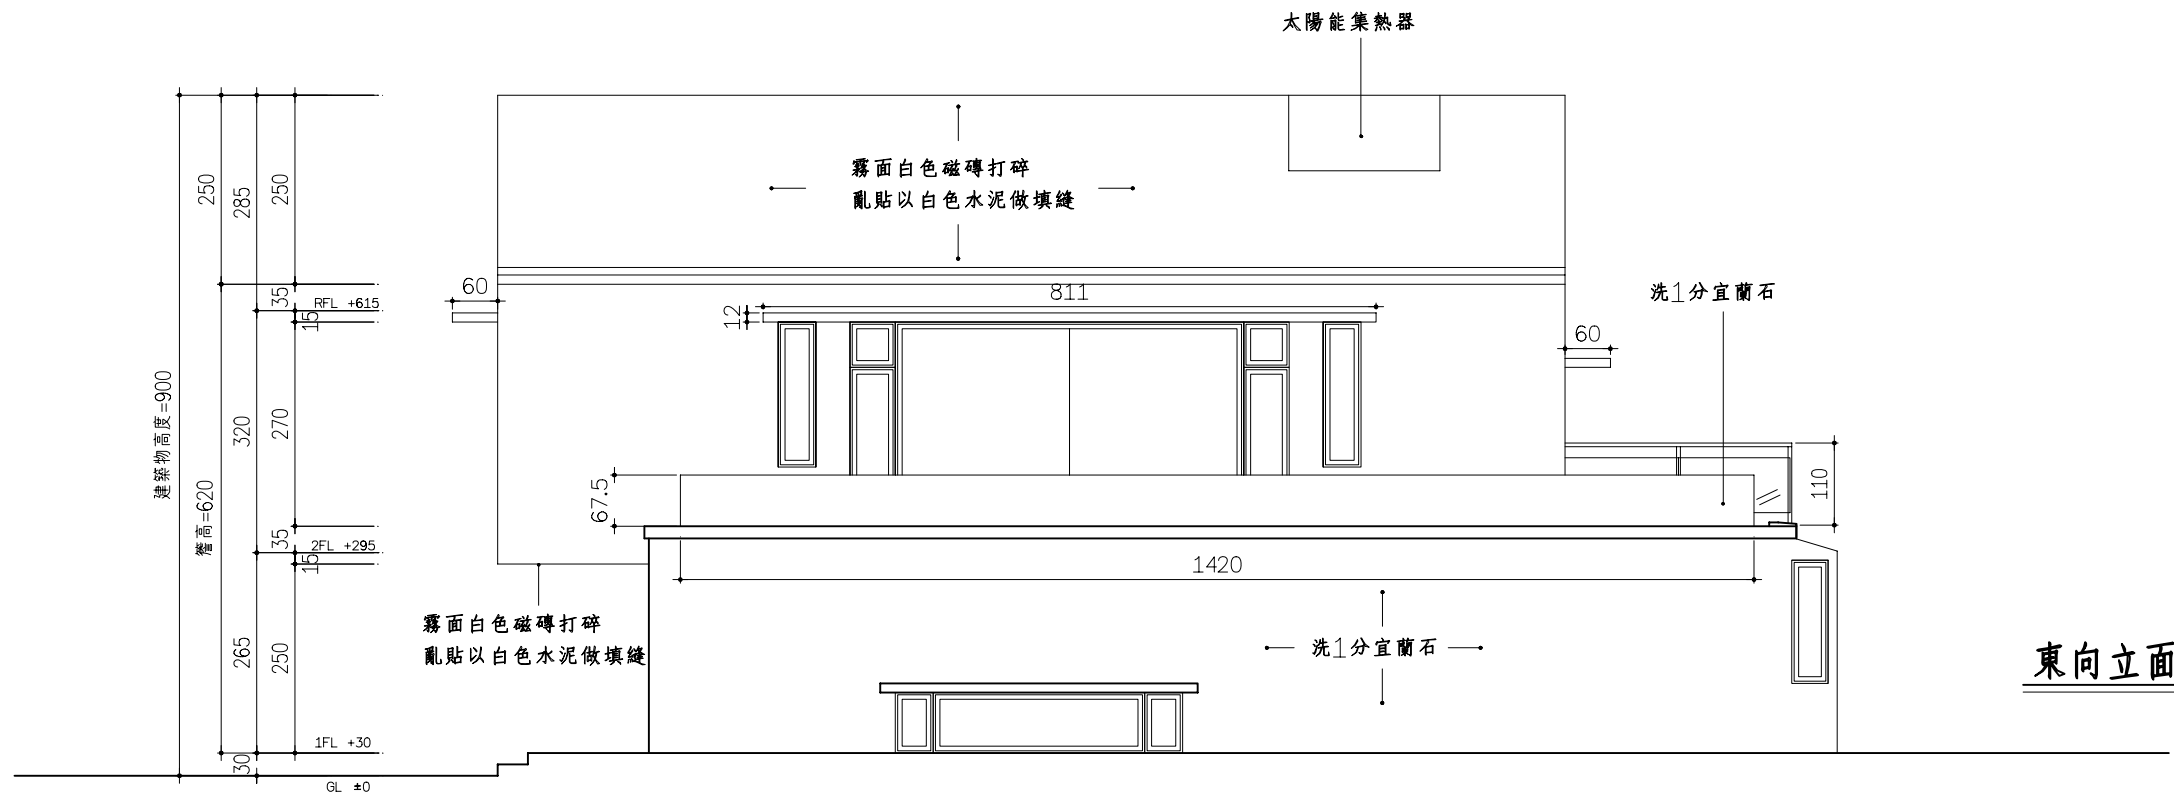 太陽能集熱器
霧面白色磁磚打碎
亂貼以白色水泥做填縫
250
285
250
60
35
RFL +615
15
811
12
洗1分宜蘭石
60
建築物高度=900
320
270
110
67.5
簷高=620
35
2FL +295
15
1420
霧面白色磁磚打碎
亂貼以白色水泥做填縫
洗1分宜蘭石
265
250
東向立面
1FL +30
30
GL ±0